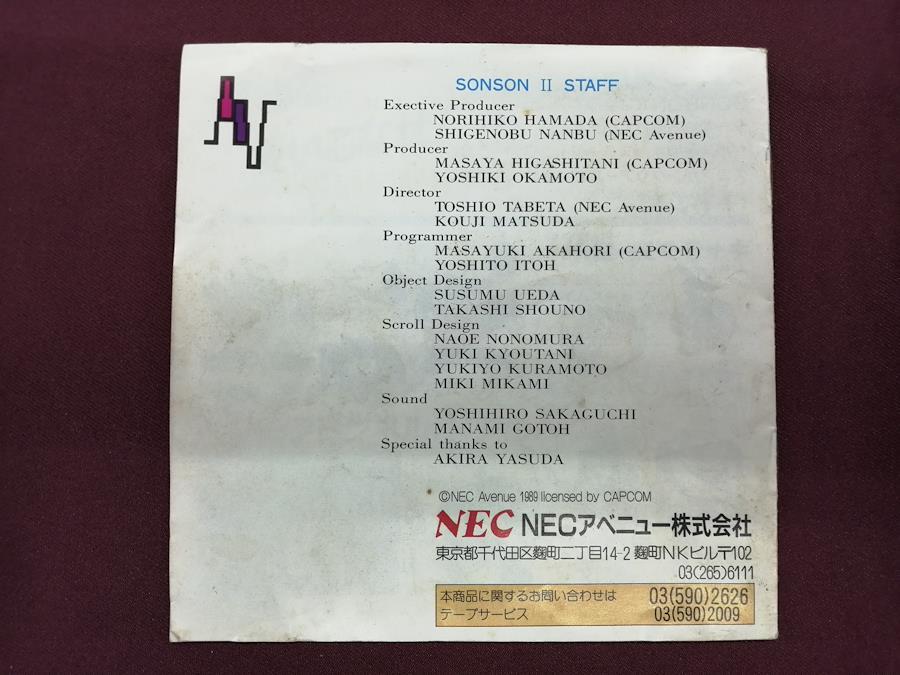 SONSON II STAFF
Exective Producer
NORIHIKO HAMADA (CAPCOM)
SHIGENOBU NANBU (NEC Avenue)
Producer
MASAYA HIGASHITANI (CAPCOM)
YOSHIKI OKAMOTO
Director
TOSHIO TABETA (NEC Avenue)
KOUJI MATSUDA
Programmer
MASAYUKI AKAHORI (CAPCOM)
YOSHITO ITOH
Object Design
SUSUMU UEDA
TAKASHI SHOUNO
Scroll Design
NAOE NONOMURA
YUKI KYOUTANI
YUKIYO KURAMOTO
MIKI MIKAMI
Sound
YOSHIHIRO SAKAGUCHI
MANAMI GOTOH
Special thanks to
AKIRA YASUDA
©NEC Avenue 1989 licensed by CAPCOM
NEC NECアベニュー株式会社
東京都千代田区麴町二丁目14-2 麴町NKビル〒102
03(265)6111
本商品に関するお問い合わせは 03(590)2626
テープサービス 03(590)2009